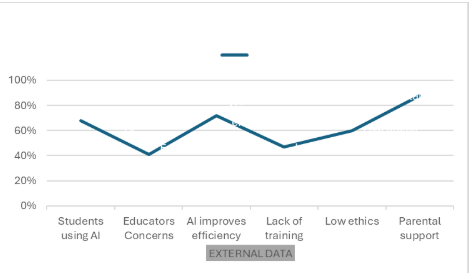 100%
80%
60%
40%
20%
0%
Students using AI
Educators Concerns
AI improves efficiency
Lack of training
Low ethics
Parental support
EXTERNAL DATA